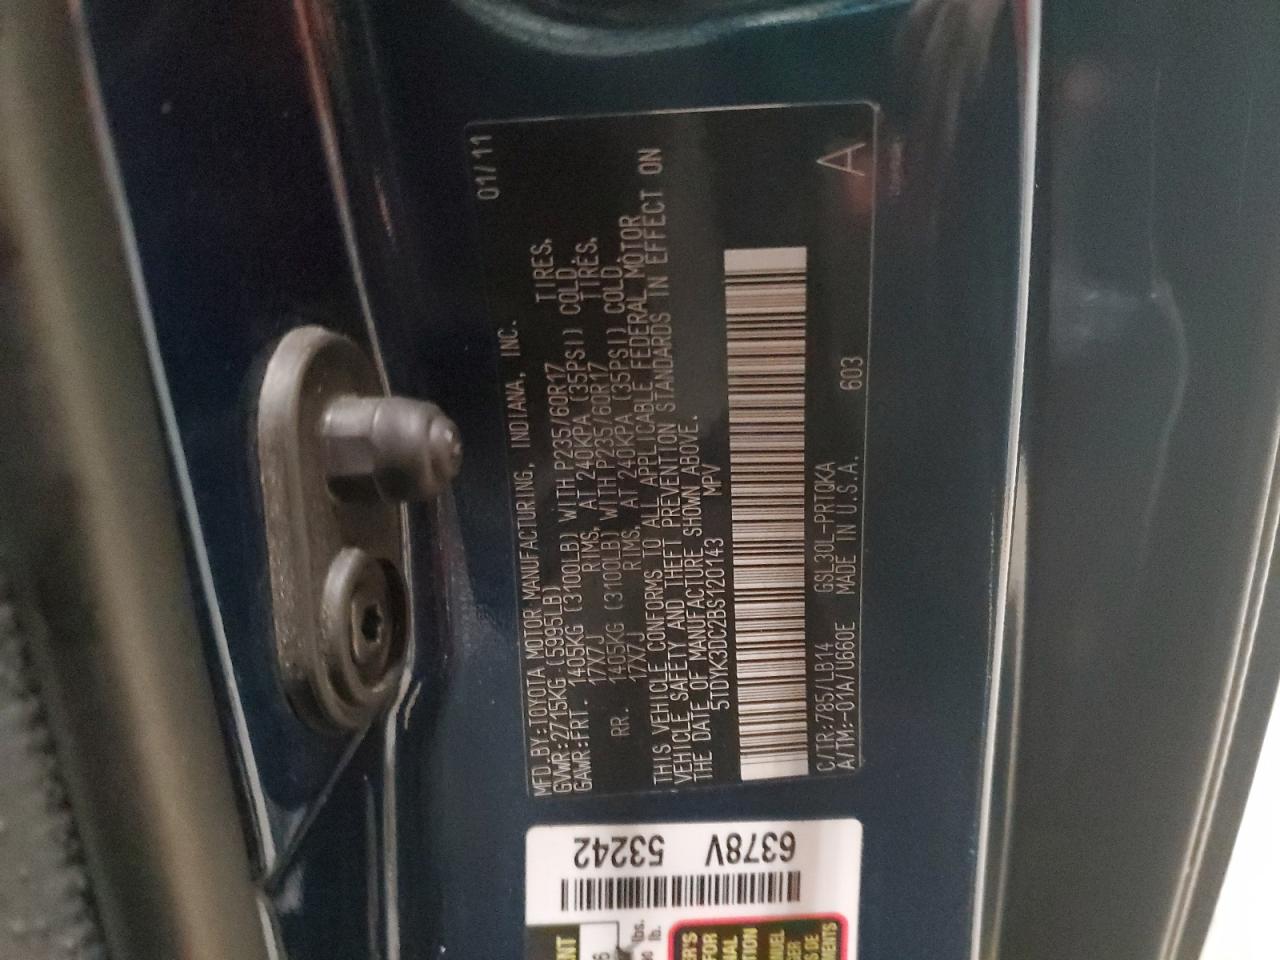 MFD.BY:TOYOTA MOTOR MANUFACTURING, INDIANA, INC. 01/11
GVWR:2715KG (5995LB)
GAWR:FRT. 1405KG (3100LB) WITH P235/60R17 TIRES,
17X7J RIMS, AT 240KPA (35PSI) COLD.
RR. 1405KG (3100LB) WITH P235/60R17 TIRES,
17X7J RIMS, AT 240KPA (35PSI) COLD.
THIS VEHICLE CONFORMS TO ALL APPLICABLE FEDERAL MOTOR
VEHICLE SAFETY AND THEFT PREVENTION STANDARDS IN EFFECT ON
THE DATE OF MANUFACTURE SHOWN ABOVE.
5TDYK3DC2BS120143 MPV
C/TR:785/LB14 GSL30L-PRTQKA
A/TM:-01A/U660E MADE IN U.S.A. 603
A
53242
6378V
lbs.
lb.